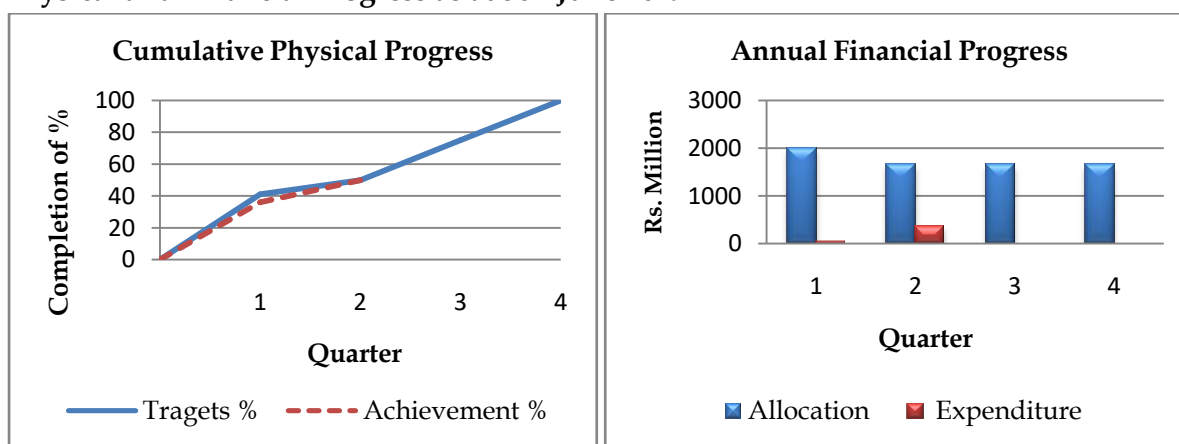 Cumulative Physical Progress
100
80
60
40
20
0
Completion of %
1 2 3 4
Quarter
Tragets % Achievement %
Annual Financial Progress
3000
2000
1000
0
Rs. Million
1 2 3 4
Quarter
Allocation Expenditure